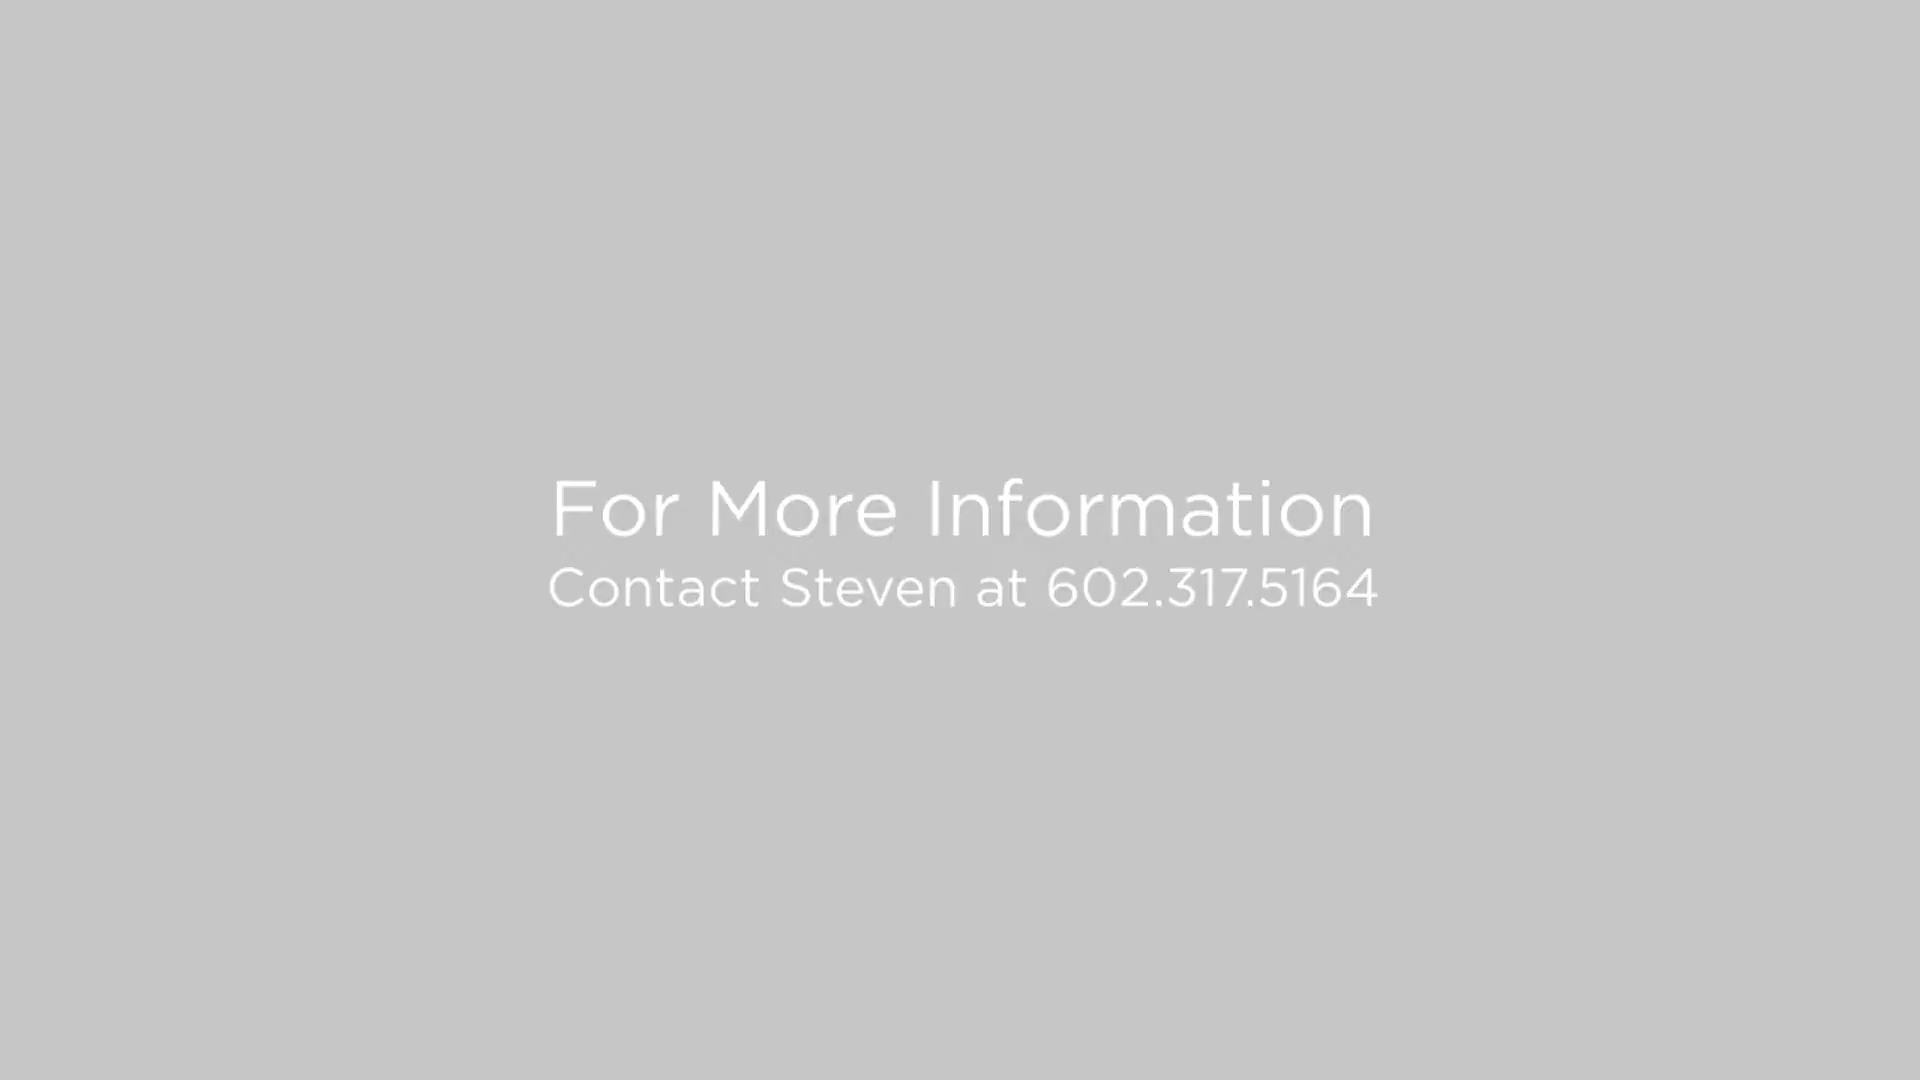 For More Information
Contact Steven at 602.317.5164